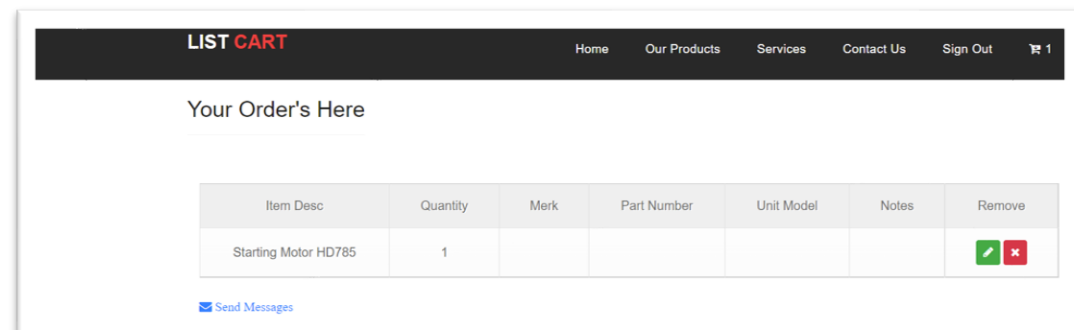 LIST CART
Home Our Products Services Contact Us Sign Out 1
Your Order's Here
Item Desc Quantity Merk Part Number Unit Model Notes Remove
Starting Motor HD785 1
Send Messages